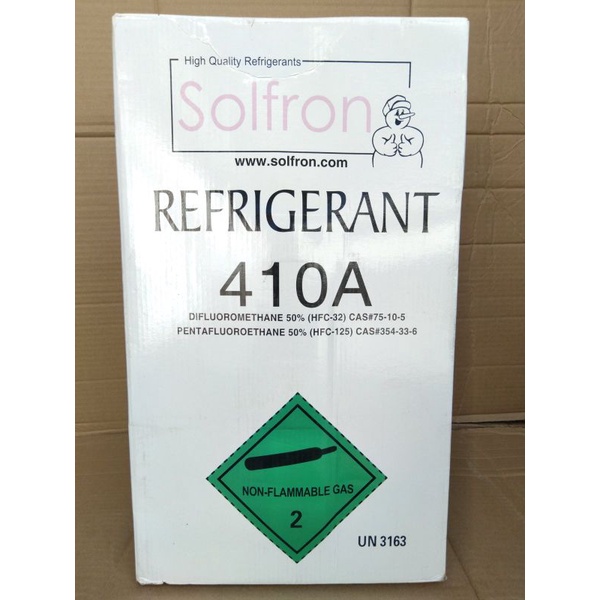 High Quality Refrigerants
Solfron
www.solfron.com
REFRIGERANT
410A
DIFLUOROMETHANE 50% (HFC-32) CAS#75-10-5
PENTAFLUOROETHANE 50% (HFC-125) CAS#354-33-6
NON-FLAMMABLE GAS
2
UN 3163